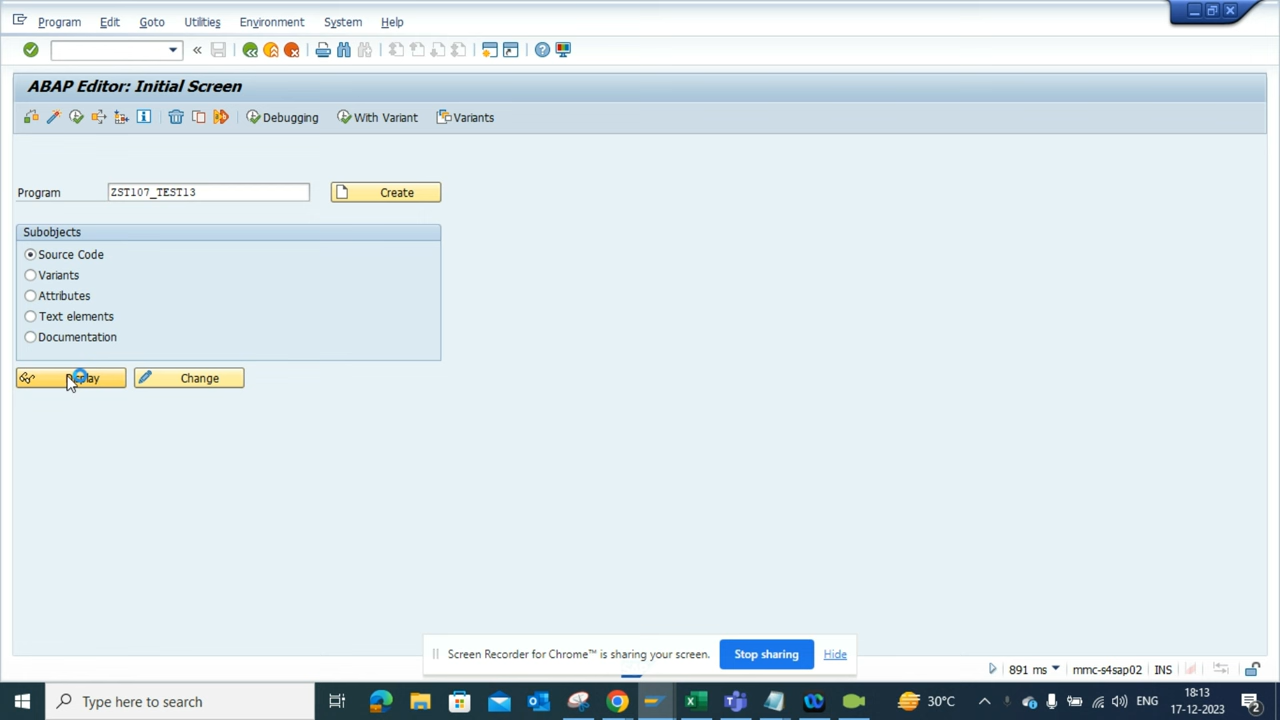 Program Edit Goto Utilities Environment System Help
ABAP Editor: Initial Screen
Debugging With Variant Variants
Program ZST107_TEST13 Create
Subobjects
Source Code
Variants
Attributes
Text elements
Documentation
Display Change
Screen Recorder for Chrome™ is sharing your screen. Stop sharing Hide
891 ms mmc-s4sap02 INS
Type here to search 30°C ENG 18:13
17-12-2023 2